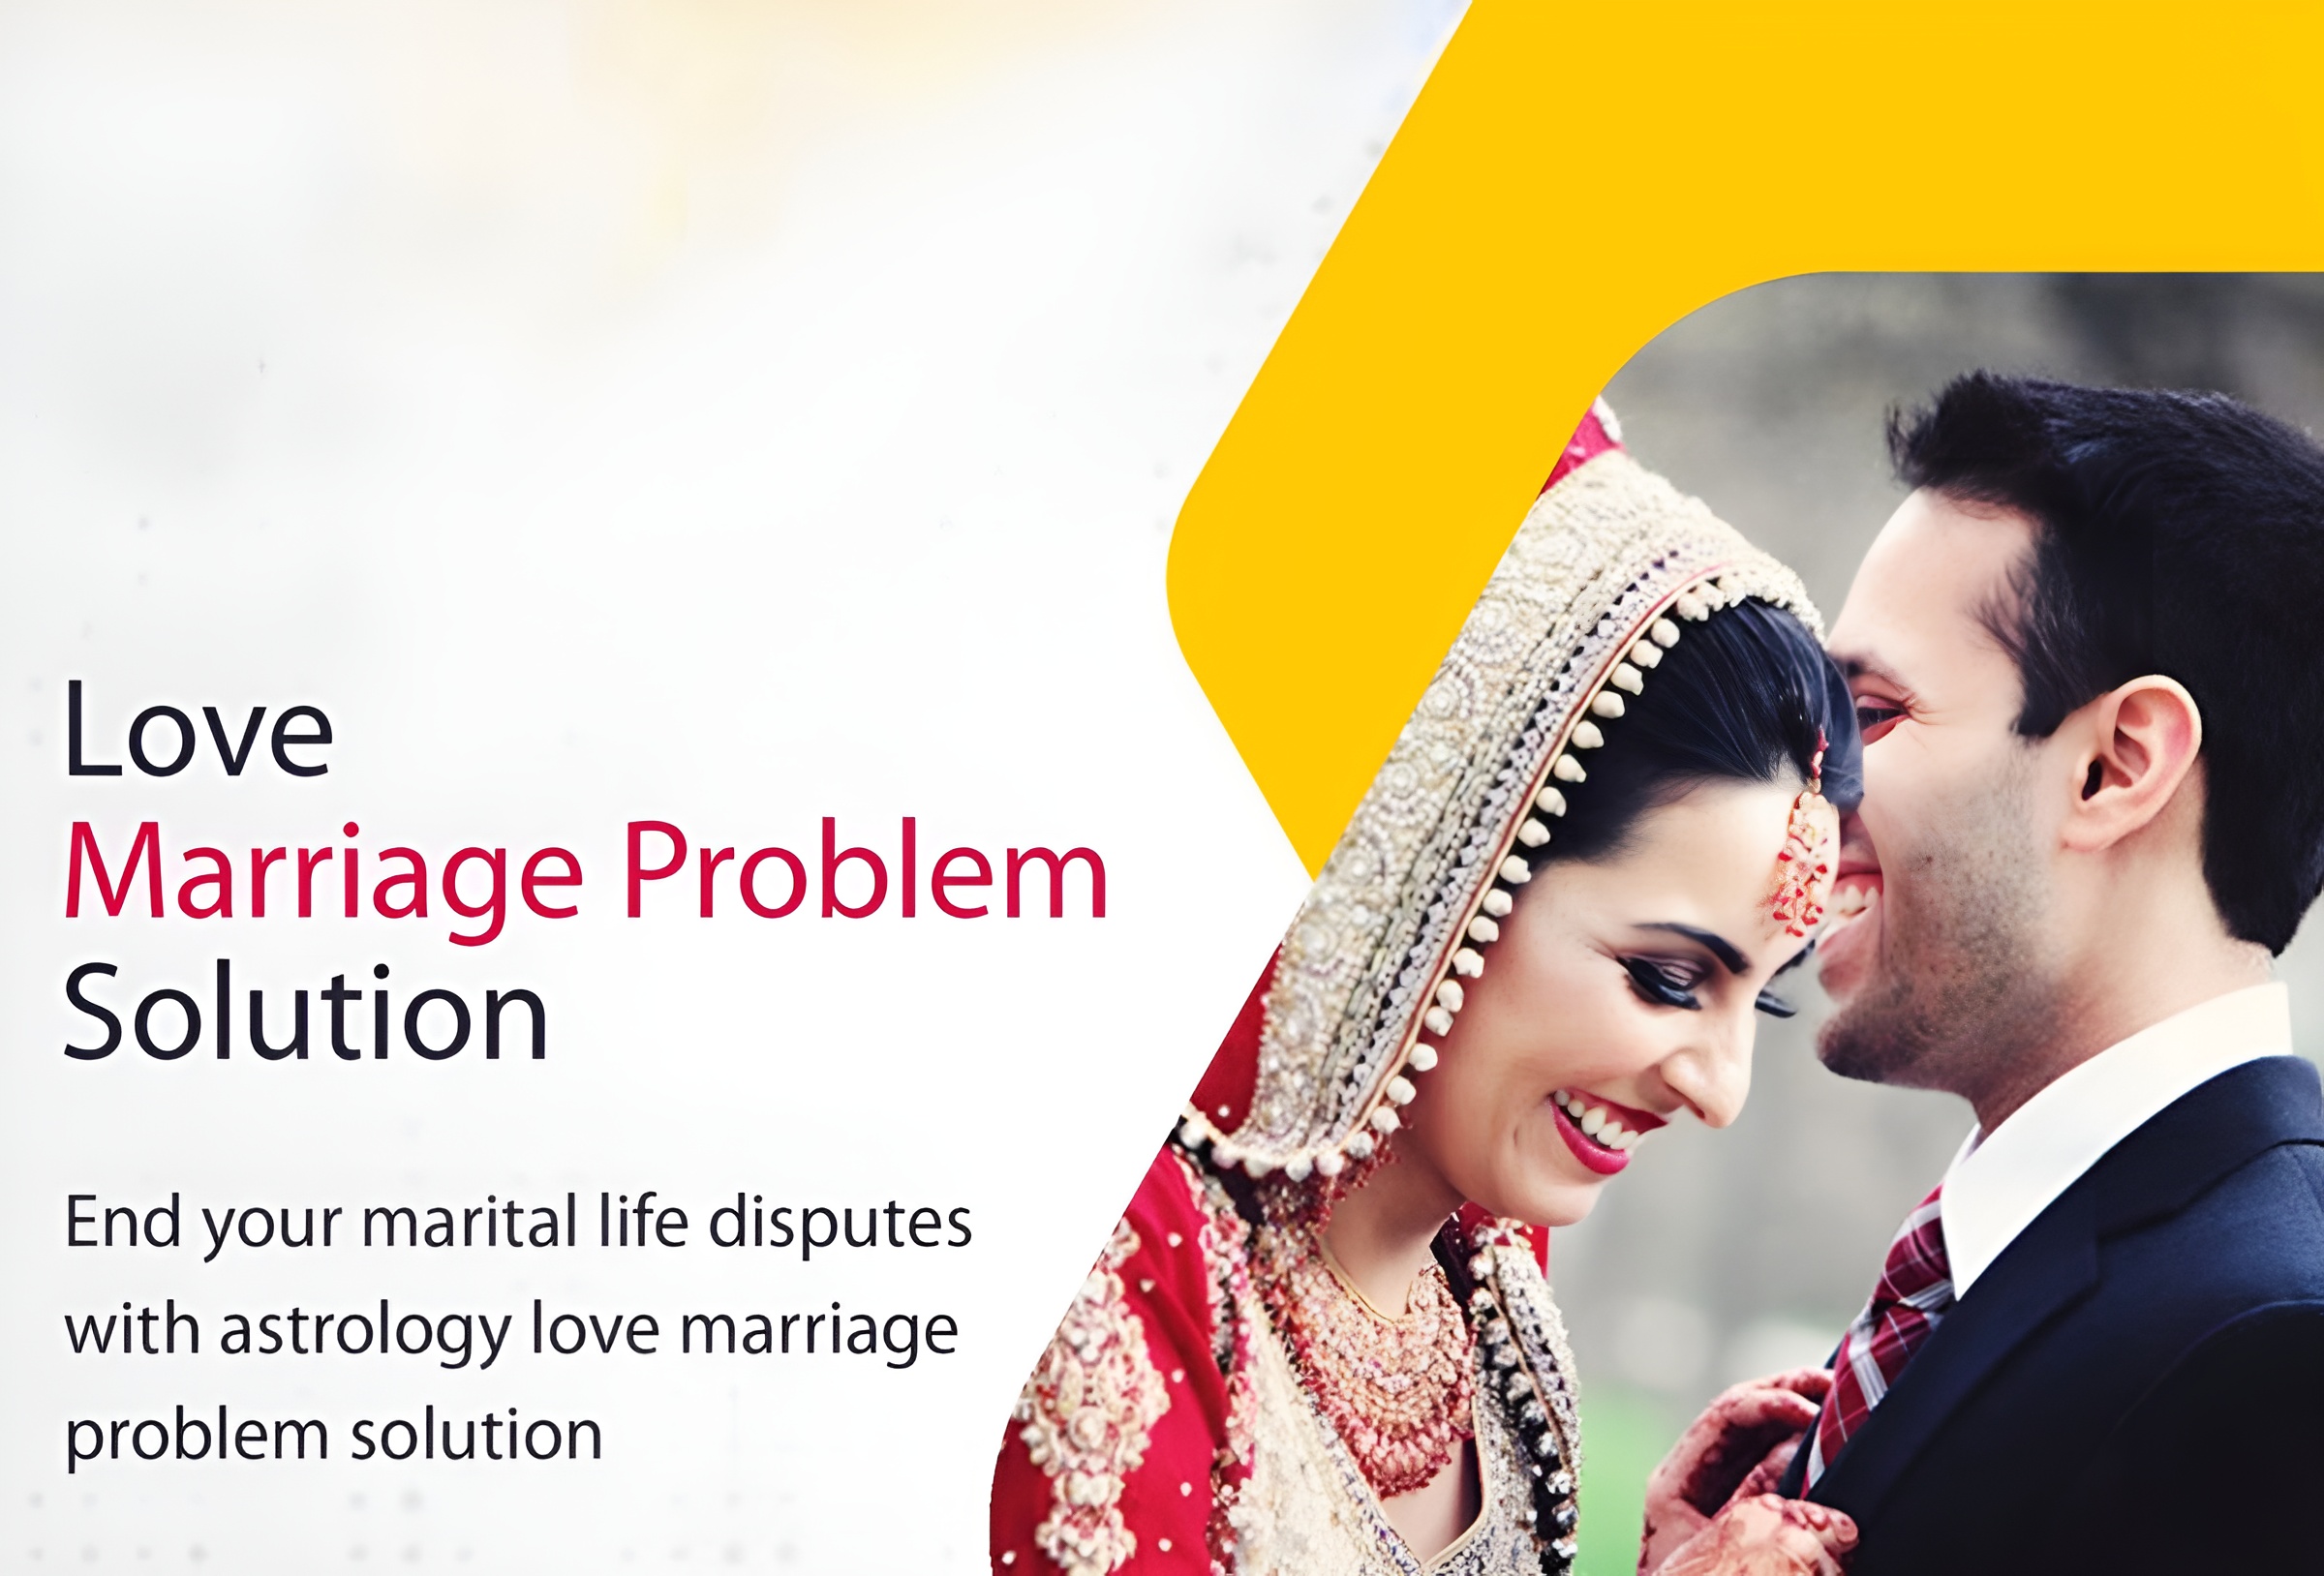 Love
Marriage Problem
Solution
End your marital life disputes
with astrology love marriage
problem solution